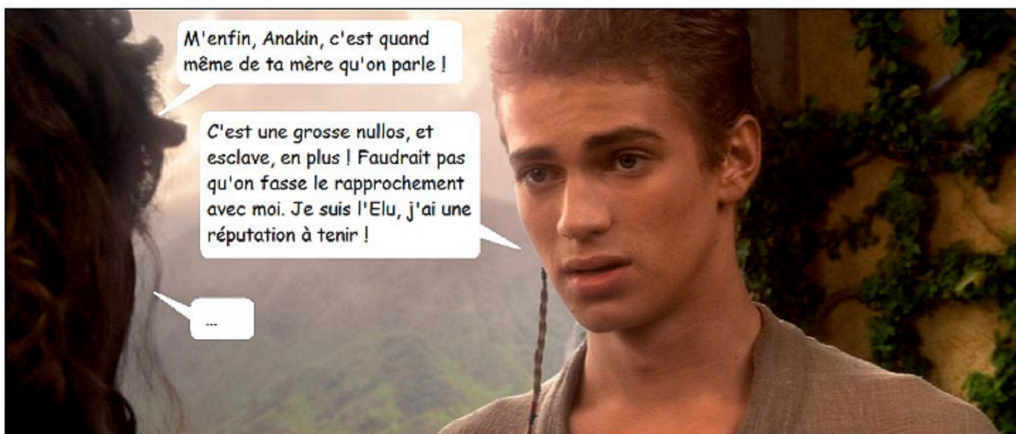 M'enfin, Anakin, c'est quand
même de ta mère qu'on parle !
C'est une grosse nullos, et
esclave, en plus ! Faudrait pas
qu'on fasse le rapprochement
avec moi. Je suis l'Elu, j'ai une
réputation à tenir !
...